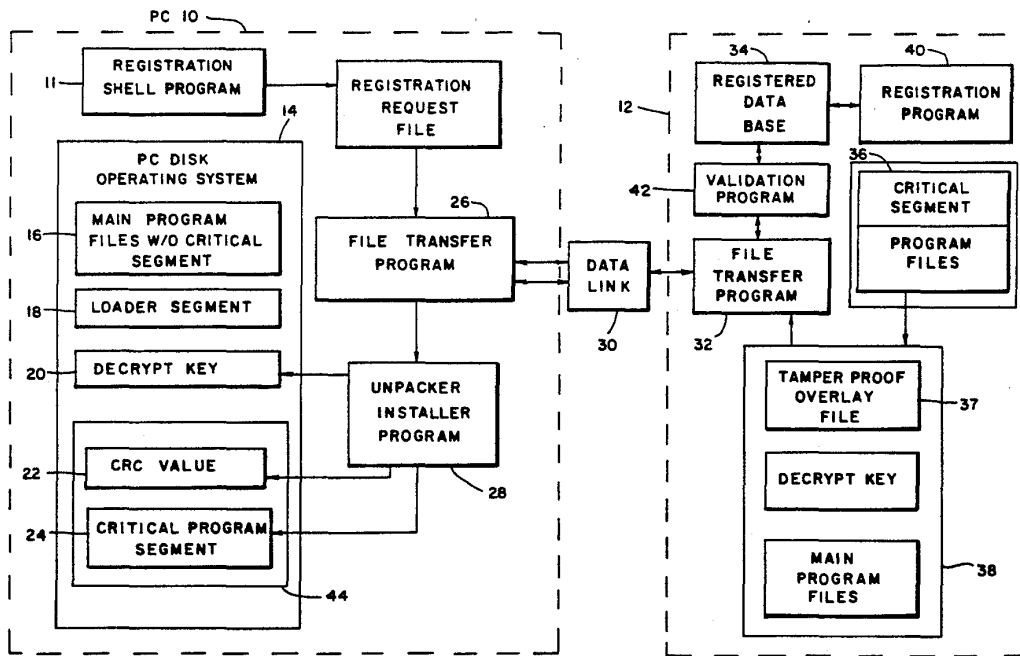 PC 10
11
REGISTRATION
SHELL PROGRAM
REGISTRATION
REQUEST
FILE
14
PC DISK
OPERATING SYSTEM
16
MAIN PROGRAM
FILES W/O CRITICAL
SEGMENT
18
LOADER SEGMENT
20
DECRYPT KEY
22
CRC VALUE
24
CRITICAL PROGRAM
SEGMENT
44
26
FILE TRANSFER
PROGRAM
UNPACKER
INSTALLER
PROGRAM
28
DATA
LINK
30
12
34
REGISTERED
DATA
BASE
40
REGISTRATION
PROGRAM
42
VALIDATION
PROGRAM
36
CRITICAL
SEGMENT
PROGRAM
FILES
FILE
TRANSFER
PROGRAM
32
TAMPER PROOF
OVERLAY
FILE
37
DECRYPT KEY
MAIN
PROGRAM
FILES
38